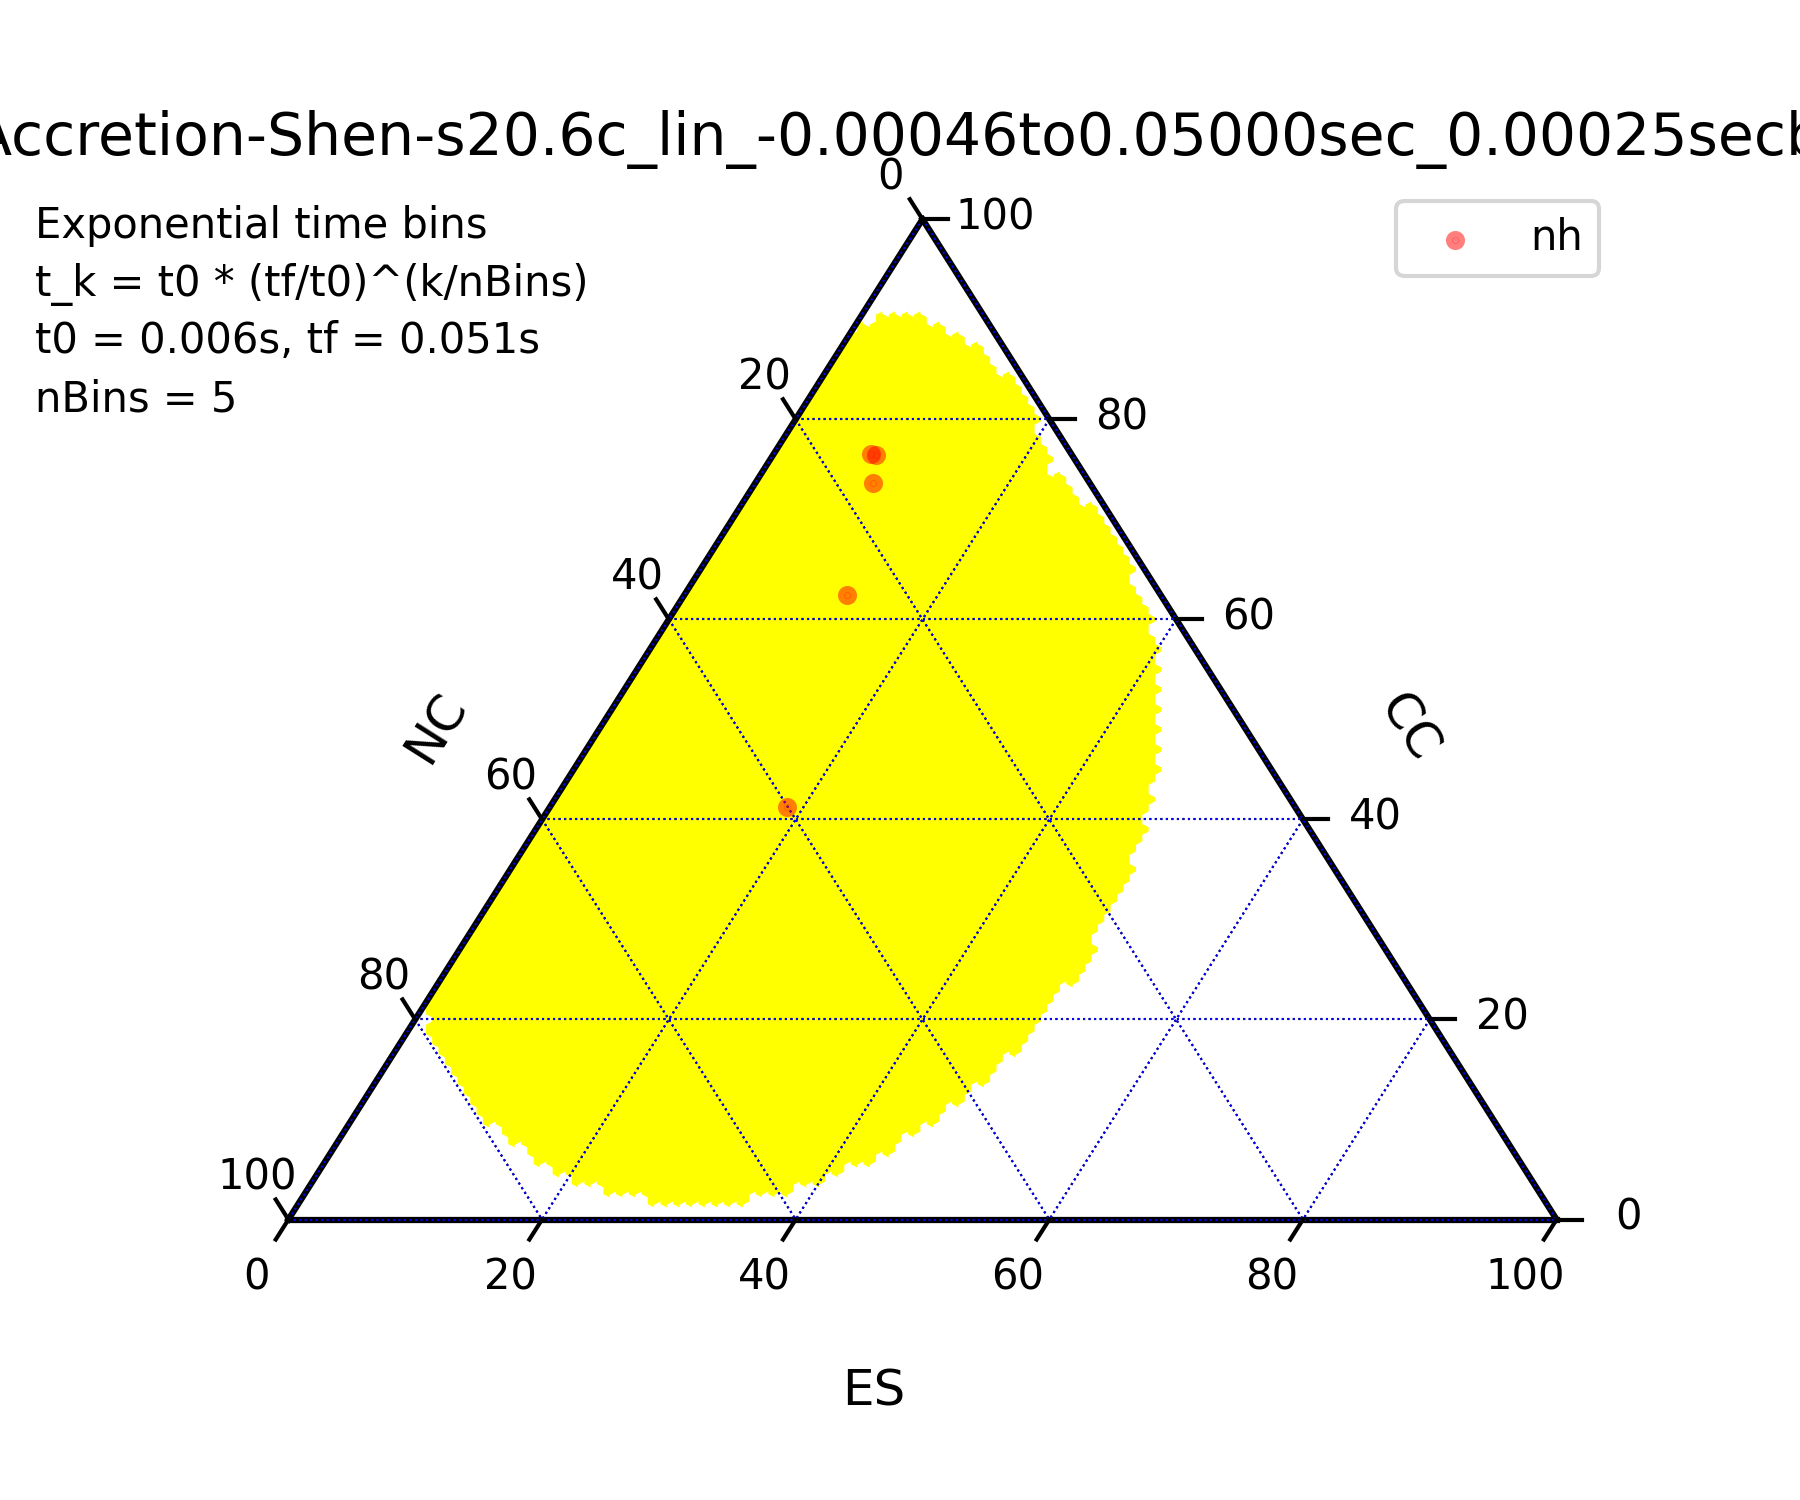 Accretion-Shen-s20.6c_lin_-0.00046to0.05000sec_0.00025secb
Exponential time bins
t_k = t0 * (tf/t0)^(k/nBins)
t0 = 0.006s, tf = 0.051s
nBins = 5
nh
0
100
20
80
40
60
NC
CC
60
40
80
20
100
0
0
20
40
60
80
100
ES